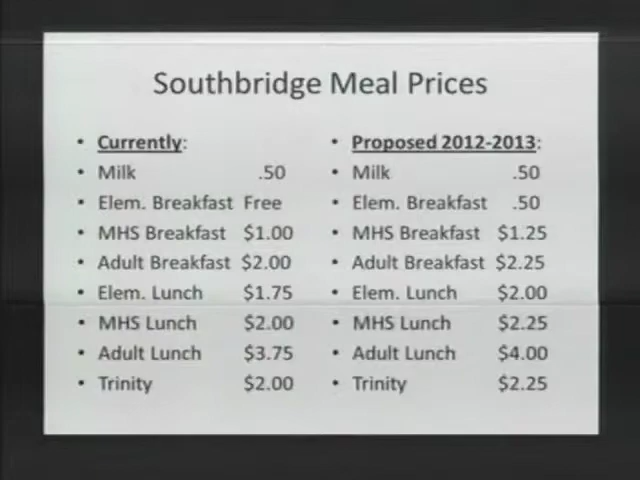 Southbridge Meal Prices
• Currently:
• Milk .50
• Elem. Breakfast Free
• MHS Breakfast $1.00
• Adult Breakfast $2.00
• Elem. Lunch $1.75
• MHS Lunch $2.00
• Adult Lunch $3.75
• Trinity $2.00
• Proposed 2012-2013:
• Milk .50
• Elem. Breakfast .50
• MHS Breakfast $1.25
• Adult Breakfast $2.25
• Elem. Lunch $2.00
• MHS Lunch $2.25
• Adult Lunch $4.00
• Trinity $2.25